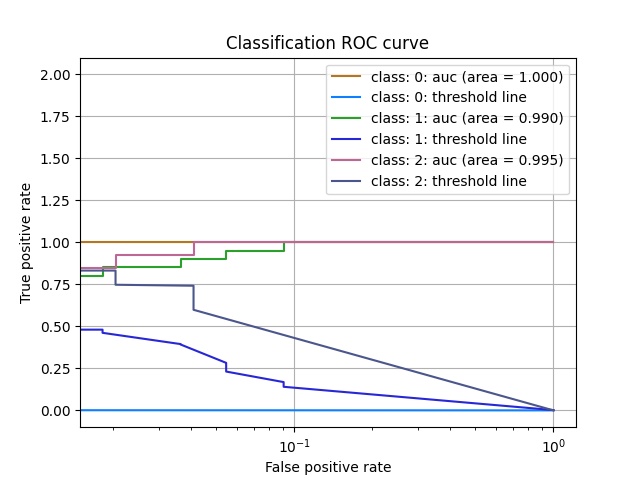 Classification ROC curve
2.00
1.75
1.50
1.25
1.00
0.75
0.50
0.25
0.00
True positive rate
class: 0: auc (area = 1.000)
class: 0: threshold line
class: 1: auc (area = 0.990)
class: 1: threshold line
class: 2: auc (area = 0.995)
class: 2: threshold line
10⁻¹
10⁰
False positive rate